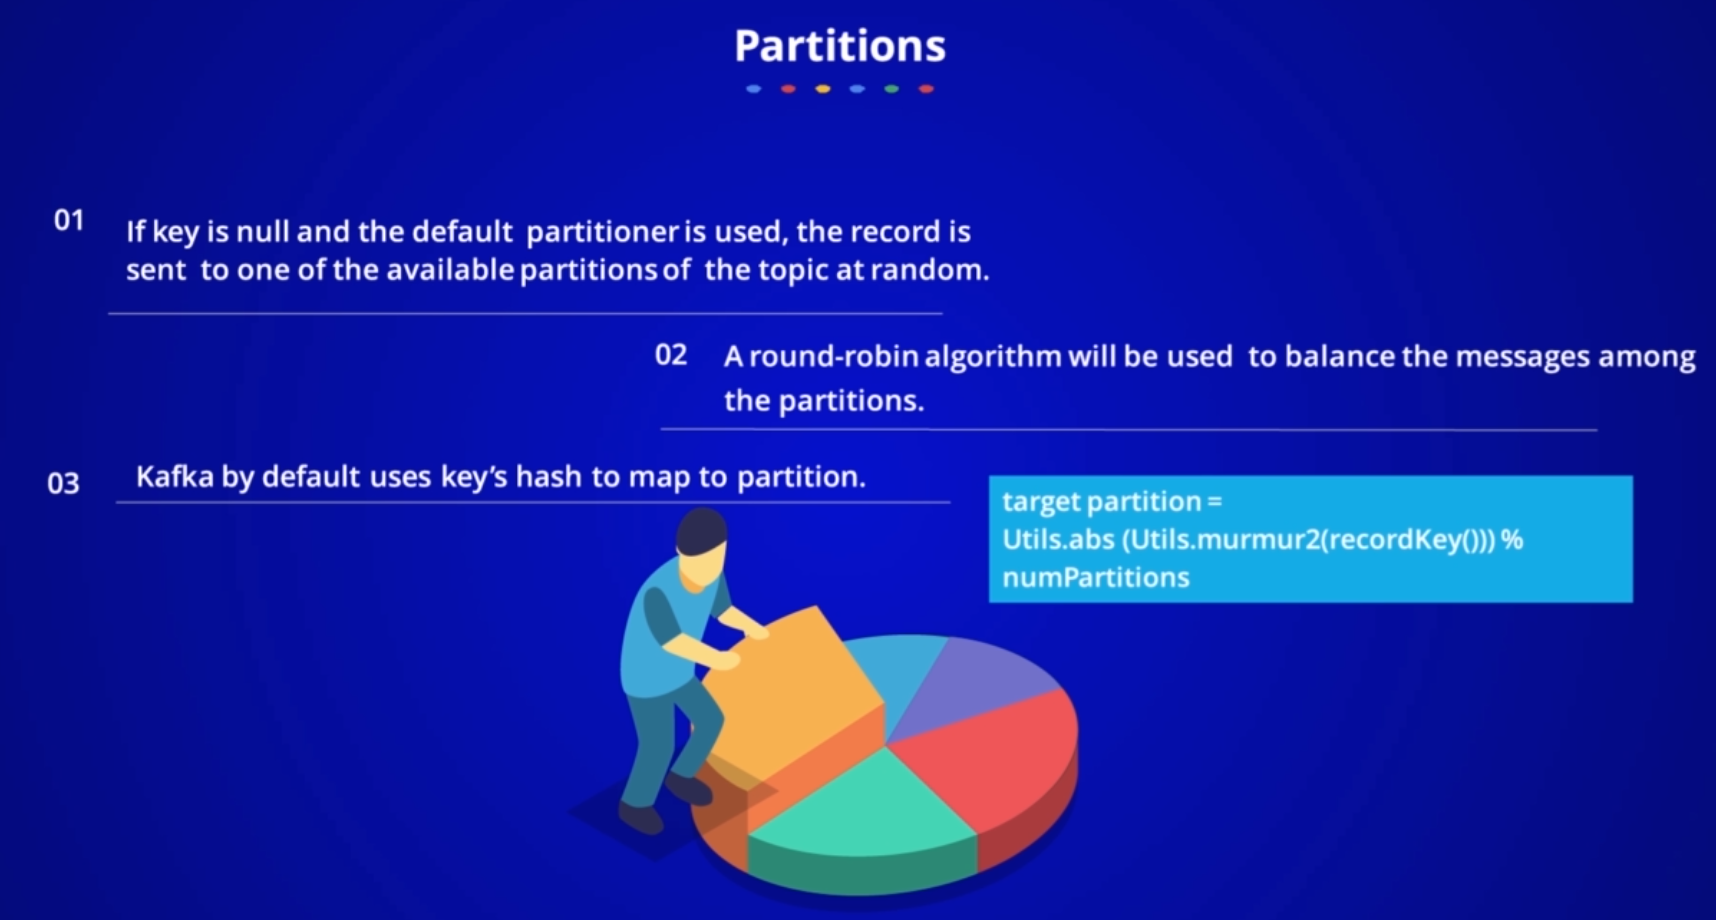 Partitions
01
If key is null and the default partitioner is used, the record is
sent to one of the available partitions of the topic at random.
02
A round-robin algorithm will be used to balance the messages among
the partitions.
03
Kafka by default uses key’s hash to map to partition.
target partition =
Utils.abs (Utils.murmur2(recordKey())) %
numPartitions